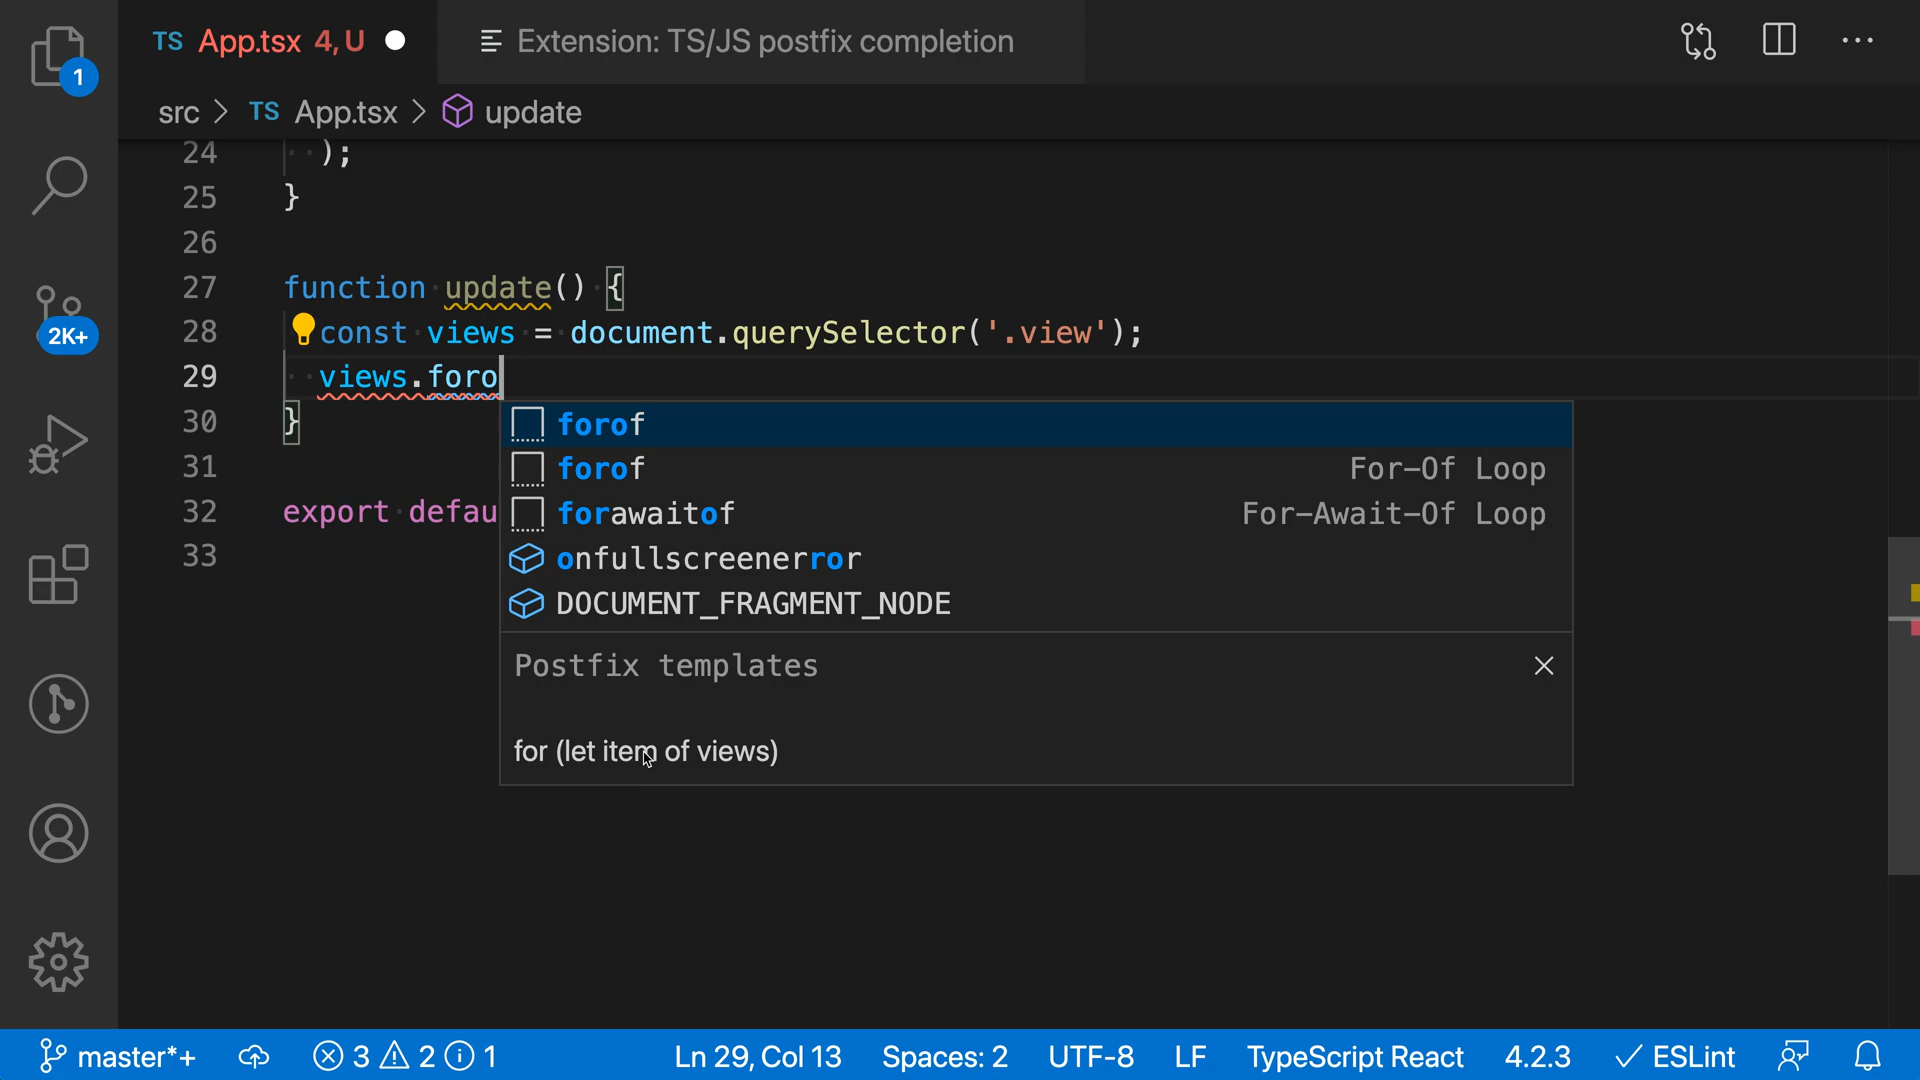 TS App.tsx 4, U
Extension: TS/JS postfix completion
1
src > TS App.tsx > update
24 );
25 }
26
27 function update() {
28 const views = document.querySelector('.view');
29 views.foro
30 }
31
32 export defau
33
forof
forof For-Of Loop
forawaitof For-Await-Of Loop
onfullscreenerror
DOCUMENT_FRAGMENT_NODE
Postfix templates
for (let item of views)
2K+
master*+ 3 2 1 Ln 29, Col 13 Spaces: 2 UTF-8 LF TypeScript React 4.2.3 ESLint